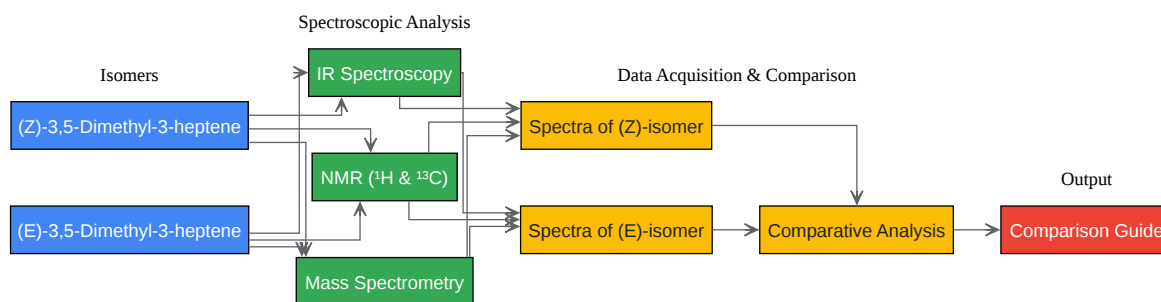 Spectroscopic Analysis
Isomers
IR Spectroscopy
Data Acquisition & Comparison
(Z)-3,5-Dimethyl-3-heptene
Spectra of (Z)-isomer
NMR (¹H & ¹³C)
Output
(E)-3,5-Dimethyl-3-heptene
Spectra of (E)-isomer
Comparative Analysis
Comparison Guide
Mass Spectrometry